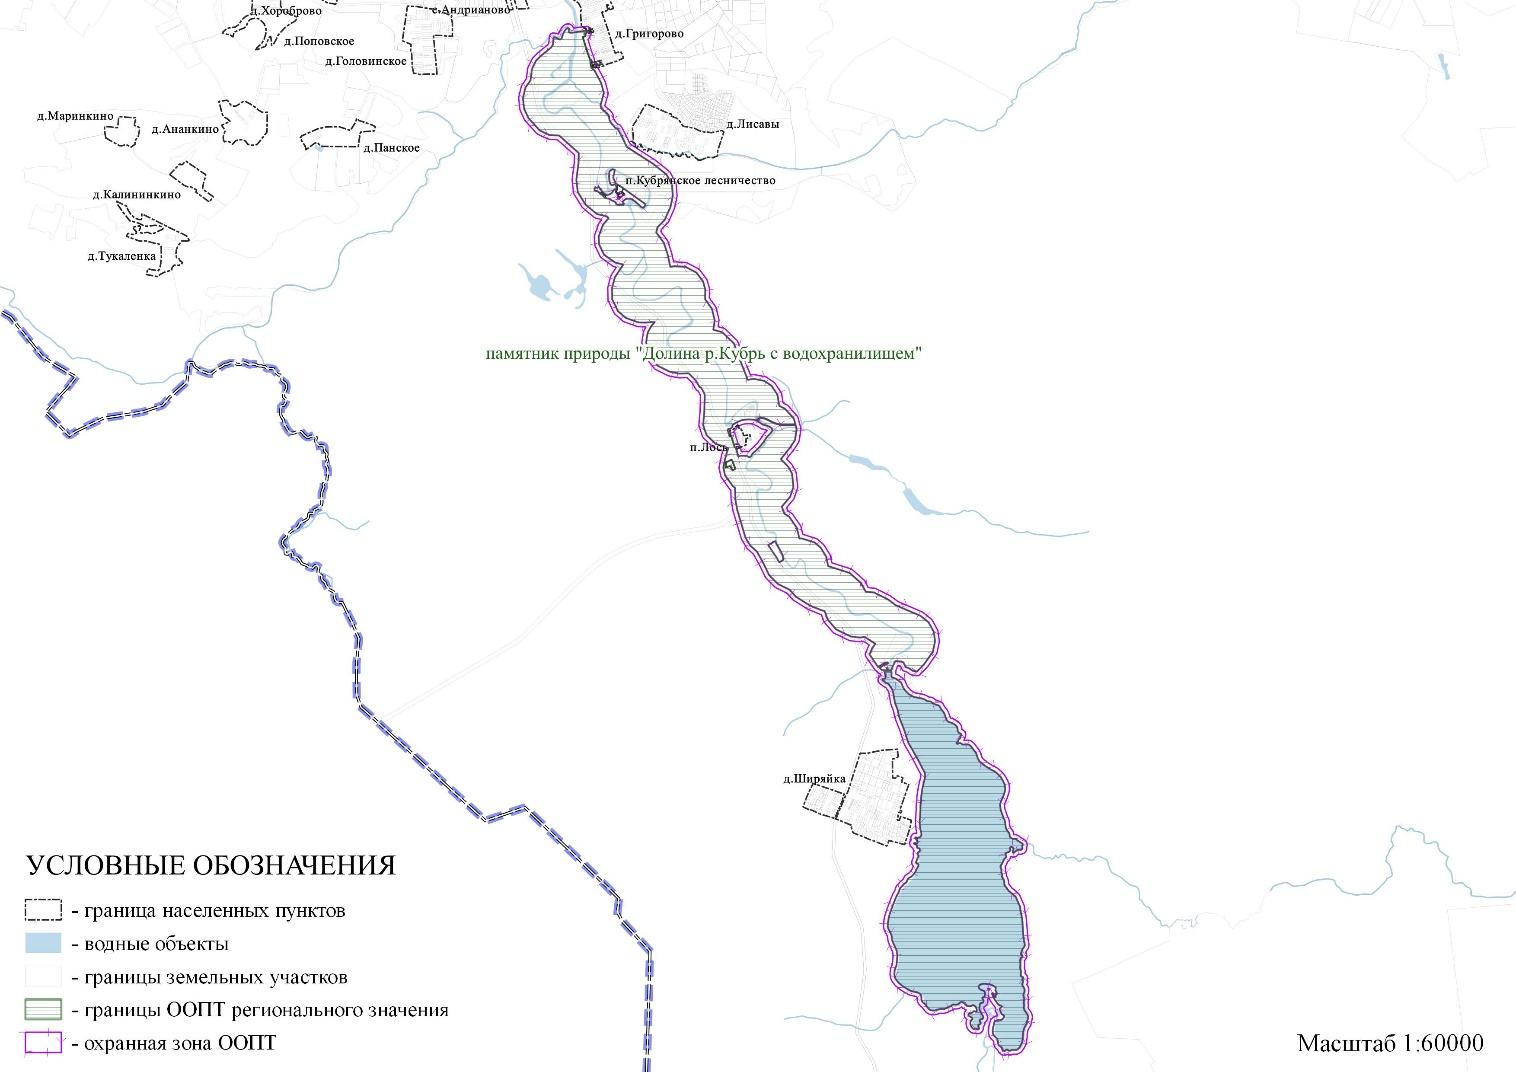 д.Хороброво
с.Андрианово
д.Григорово
д.Поповское
д.Головинское
д.Маринкино
д.Ананкино
д.Лисавы
д.Панское
п.Кубрянское лесничество
д.Калининкино
д.Тукаленка
памятник природы "Долина р.Кубрь с водохранилищем"
п.Лось
д.Ширяйка
УСЛОВНЫЕ ОБОЗНАЧЕНИЯ
- граница населенных пунктов
- водные объекты
- границы земельных участков
- границы ООПТ регионального значения
- охранная зона ООПТ
Масштаб 1:60000